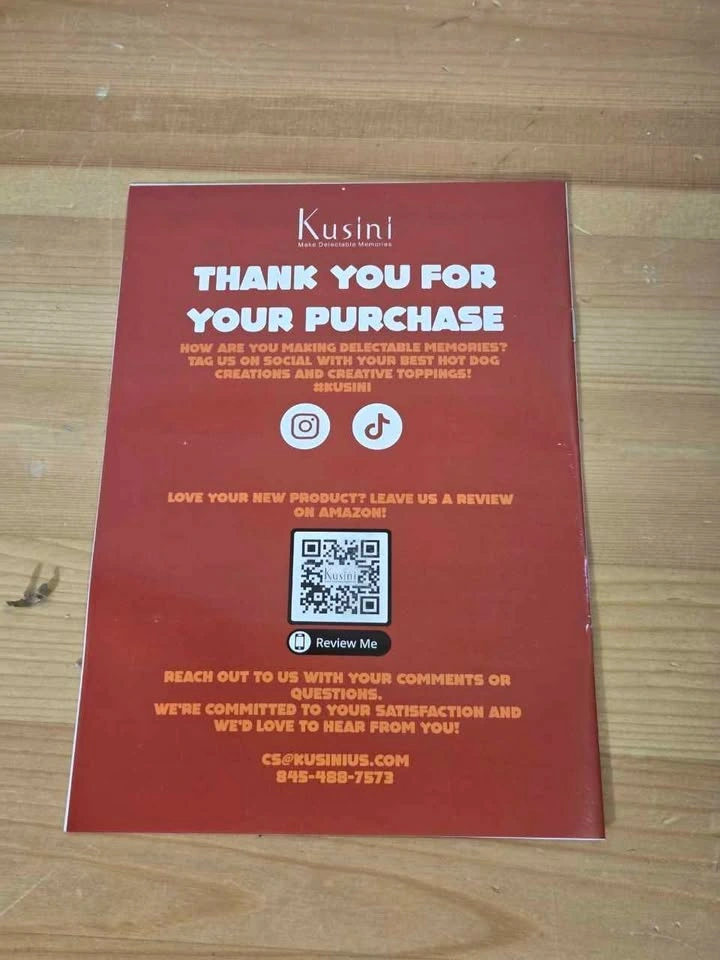 Kusini
Make Delectable Memories
THANK YOU FOR
YOUR PURCHASE
HOW ARE YOU MAKING DELECTABLE MEMORIES?
TAG US ON SOCIAL WITH YOUR BEST HOT DOG
CREATIONS AND CREATIVE TOPPINGS!
#KUSINI
LOVE YOUR NEW PRODUCT? LEAVE US A REVIEW
ON AMAZON!
Kusini
Review Me
REACH OUT TO US WITH YOUR COMMENTS OR
QUESTIONS.
WE'RE COMMITTED TO YOUR SATISFACTION AND
WE'D LOVE TO HEAR FROM YOU!
CS@KUSINIUS.COM
845-488-7573